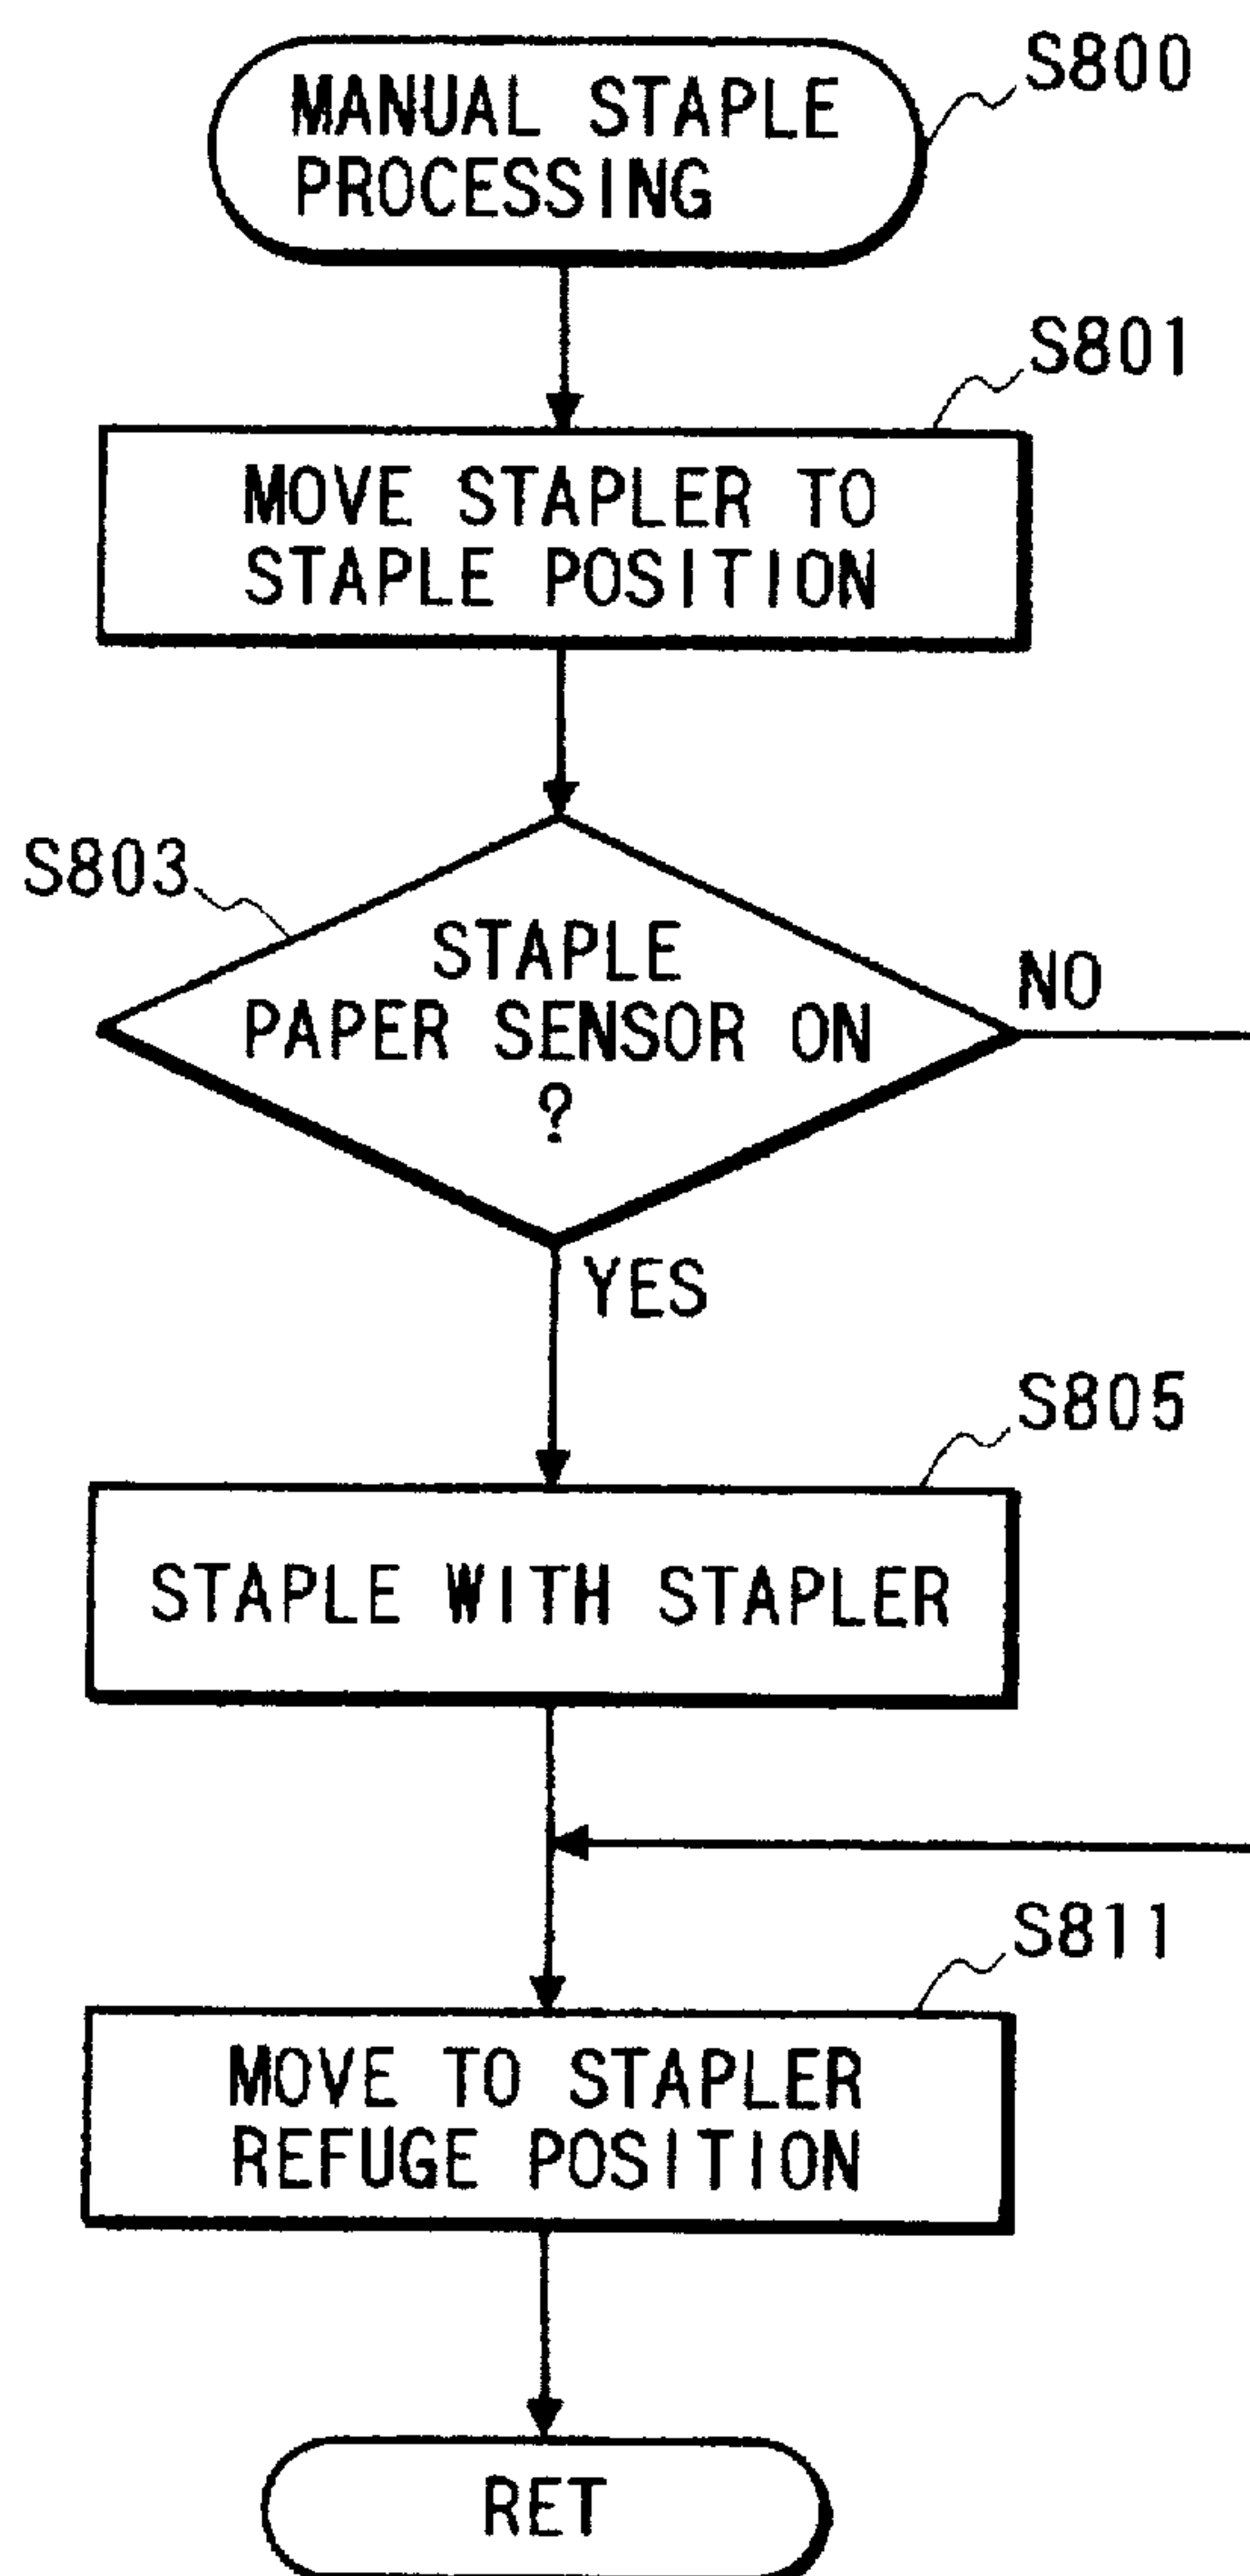 S800
MANUAL STAPLE
PROCESSING
S801
MOVE STAPLER TO
STAPLE POSITION
S803
STAPLE
PAPER SENSOR ON
?
NO
YES
S805
STAPLE WITH STAPLER
S811
MOVE TO STAPLER
REFUGE POSITION
RET